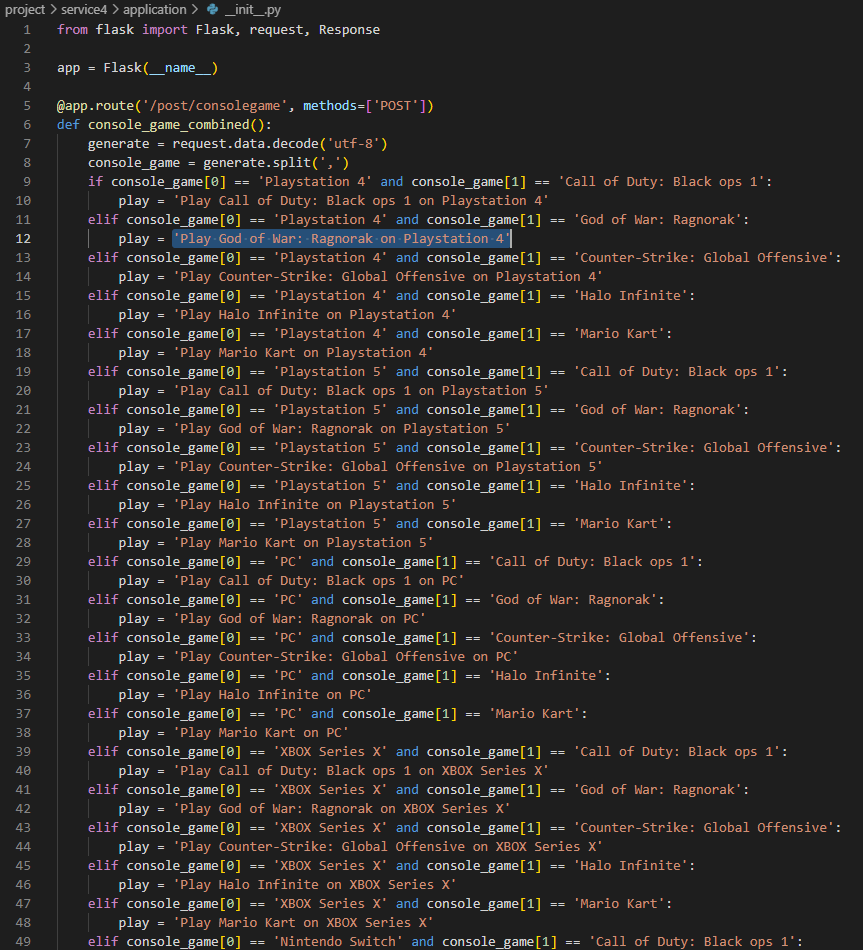 project > service4 > application > __init__.py
1 from flask import Flask, request, Response
2
3 app = Flask(__name__)
4
5 @app.route('/post/consolegame', methods=['POST'])
6 def console_game_combined():
7     generate = request.data.decode('utf-8')
8     console_game = generate.split(',')
9     if console_game[0] == 'Playstation 4' and console_game[1] == 'Call of Duty: Black ops 1':
10         play = 'Play Call of Duty: Black ops 1 on Playstation 4'
11     elif console_game[0] == 'Playstation 4' and console_game[1] == 'God of War: Ragnorak':
12         play = 'Play God of War: Ragnorak on Playstation 4'
13     elif console_game[0] == 'Playstation 4' and console_game[1] == 'Counter-Strike: Global Offensive':
14         play = 'Play Counter-Strike: Global Offensive on Playstation 4'
15     elif console_game[0] == 'Playstation 4' and console_game[1] == 'Halo Infinite':
16         play = 'Play Halo Infinite on Playstation 4'
17     elif console_game[0] == 'Playstation 4' and console_game[1] == 'Mario Kart':
18         play = 'Play Mario Kart on Playstation 4'
19     elif console_game[0] == 'Playstation 5' and console_game[1] == 'Call of Duty: Black ops 1':
20         play = 'Play Call of Duty: Black ops 1 on Playstation 5'
21     elif console_game[0] == 'Playstation 5' and console_game[1] == 'God of War: Ragnorak':
22         play = 'Play God of War: Ragnorak on Playstation 5'
23     elif console_game[0] == 'Playstation 5' and console_game[1] == 'Counter-Strike: Global Offensive':
24         play = 'Play Counter-Strike: Global Offensive on Playstation 5'
25     elif console_game[0] == 'Playstation 5' and console_game[1] == 'Halo Infinite':
26         play = 'Play Halo Infinite on Playstation 5'
27     elif console_game[0] == 'Playstation 5' and console_game[1] == 'Mario Kart':
28         play = 'Play Mario Kart on Playstation 5'
29     elif console_game[0] == 'PC' and console_game[1] == 'Call of Duty: Black ops 1':
30         play = 'Play Call of Duty: Black ops 1 on PC'
31     elif console_game[0] == 'PC' and console_game[1] == 'God of War: Ragnorak':
32         play = 'Play God of War: Ragnorak on PC'
33     elif console_game[0] == 'PC' and console_game[1] == 'Counter-Strike: Global Offensive':
34         play = 'Play Counter-Strike: Global Offensive on PC'
35     elif console_game[0] == 'PC' and console_game[1] == 'Halo Infinite':
36         play = 'Play Halo Infinite on PC'
37     elif console_game[0] == 'PC' and console_game[1] == 'Mario Kart':
38         play = 'Play Mario Kart on PC'
39     elif console_game[0] == 'XBOX Series X' and console_game[1] == 'Call of Duty: Black ops 1':
40         play = 'Play Call of Duty: Black ops 1 on XBOX Series X'
41     elif console_game[0] == 'XBOX Series X' and console_game[1] == 'God of War: Ragnorak':
42         play = 'Play God of War: Ragnorak on XBOX Series X'
43     elif console_game[0] == 'XBOX Series X' and console_game[1] == 'Counter-Strike: Global Offensive':
44         play = 'Play Counter-Strike: Global Offensive on XBOX Series X'
45     elif console_game[0] == 'XBOX Series X' and console_game[1] == 'Halo Infinite':
46         play = 'Play Halo Infinite on XBOX Series X'
47     elif console_game[0] == 'XBOX Series X' and console_game[1] == 'Mario Kart':
48         play = 'Play Mario Kart on XBOX Series X'
49     elif console_game[0] == 'Nintendo Switch' and console_game[1] == 'Call of Duty: Black ops 1':